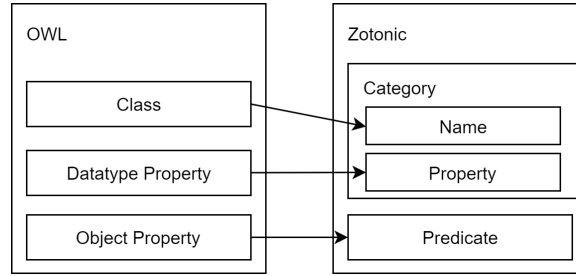 OWL
Class
Datatype Property
Object Property
Zotonic
Category
Name
Property
Predicate